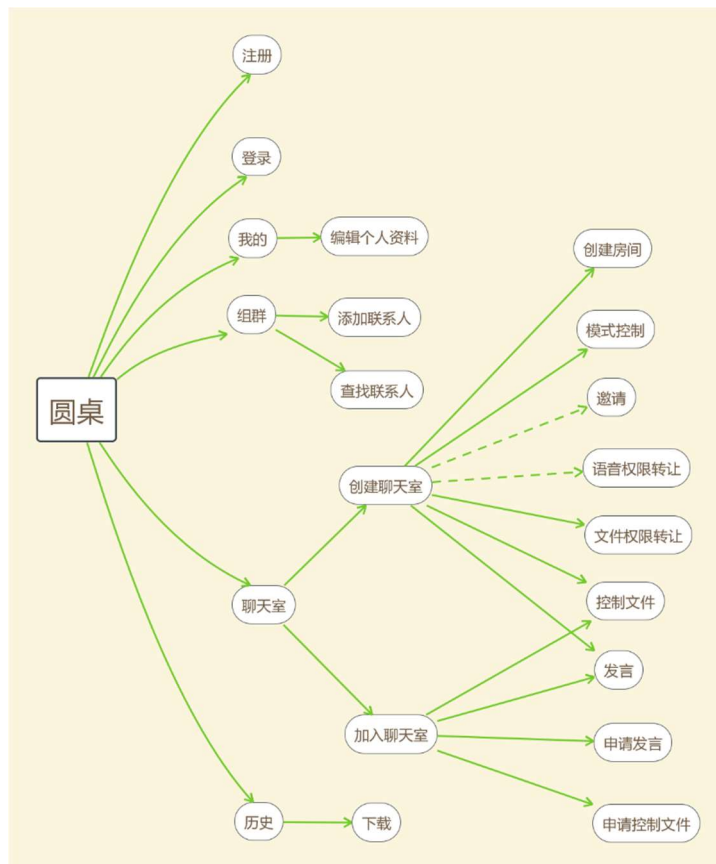 圆桌
注册
登录
我的
编辑个人资料
组群
添加联系人
查找联系人
聊天室
创建聊天室
创建房间
模式控制
邀请
语音权限转让
文件权限转让
控制文件
发言
加入聊天室
申请发言
申请控制文件
历史
下载